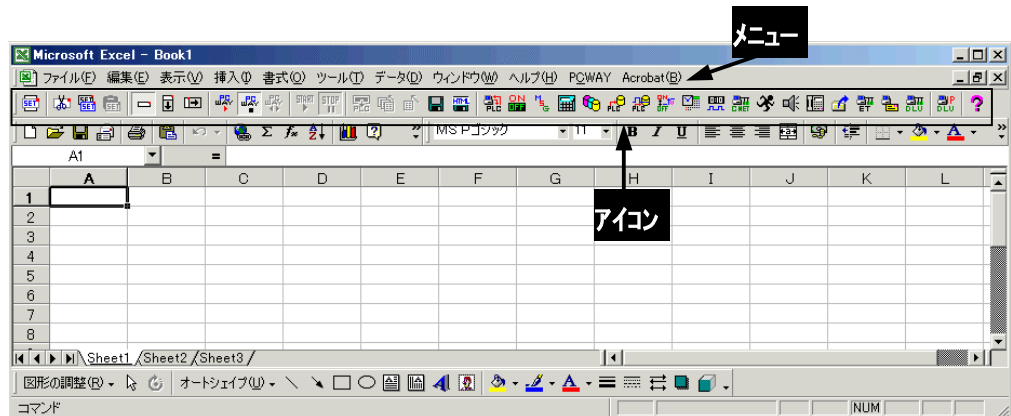 メニュー
Microsoft Excel - Book1
ファイル(F) 編集(E) 表示(V) 挿入(I) 書式(O) ツール(T) データ(D) ウィンドウ(W) ヘルプ(H) PCWAY Acrobat(B)
MS Pゴシック 11 B I U
A1 =
A B C D E F G H I J K L
1
2
アイコン
3
4
5
6
7
8
Sheet1 Sheet2 Sheet3
図形の調整(R) オートシェイプ(U)
コマンド NUM